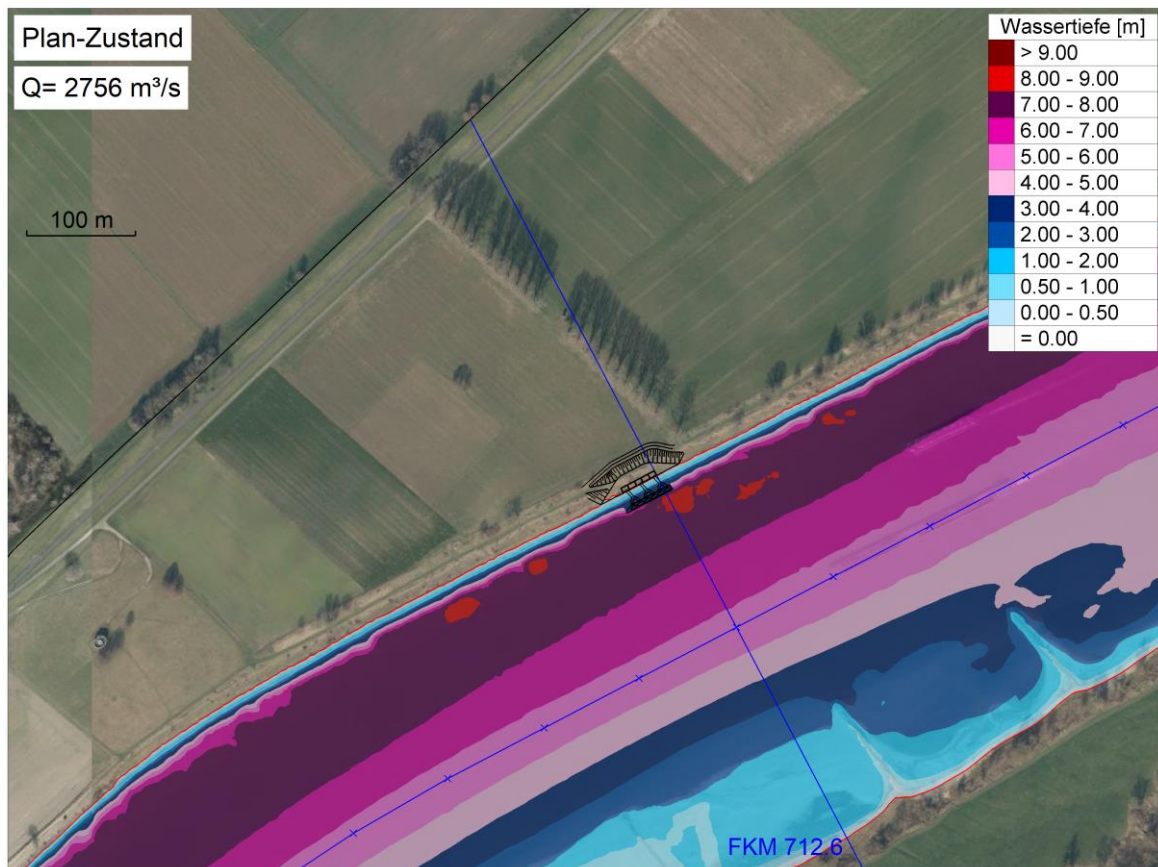 Plan-Zustand
Q= 2756 m³/s
100 m
Wassertiefe [m]
> 9.00
8.00 - 9.00
7.00 - 8.00
6.00 - 7.00
5.00 - 6.00
4.00 - 5.00
3.00 - 4.00
2.00 - 3.00
1.00 - 2.00
0.50 - 1.00
0.00 - 0.50
= 0.00
FKM 712.6